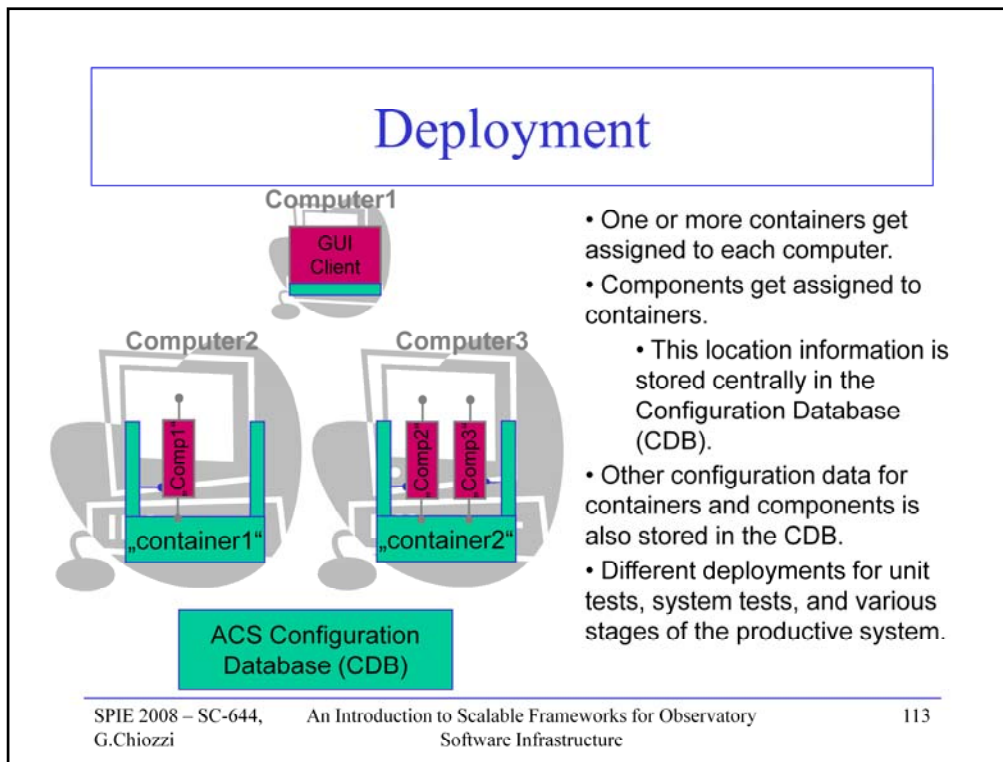 Deployment
Computer1
GUI
Client
Computer2
Computer3
„Comp1“
„Comp2“
„Comp3“
„container1“
„container2“
ACS Configuration
Database (CDB)
• One or more containers get
assigned to each computer.
• Components get assigned to
containers.
• This location information is
stored centrally in the
Configuration Database
(CDB).
• Other configuration data for
containers and components is
also stored in the CDB.
• Different deployments for unit
tests, system tests, and various
stages of the productive system.
SPIE 2008 – SC-644,
G.Chiozzi
An Introduction to Scalable Frameworks for Observatory
Software Infrastructure
113